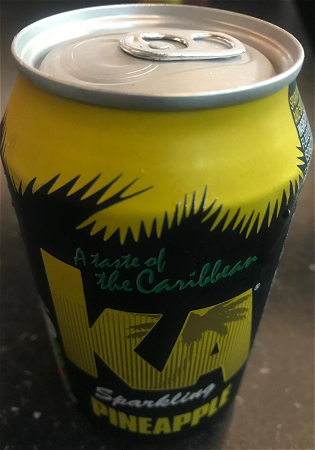 A taste of
the Caribbean
KA®
Sparkling
PINEAPPLE